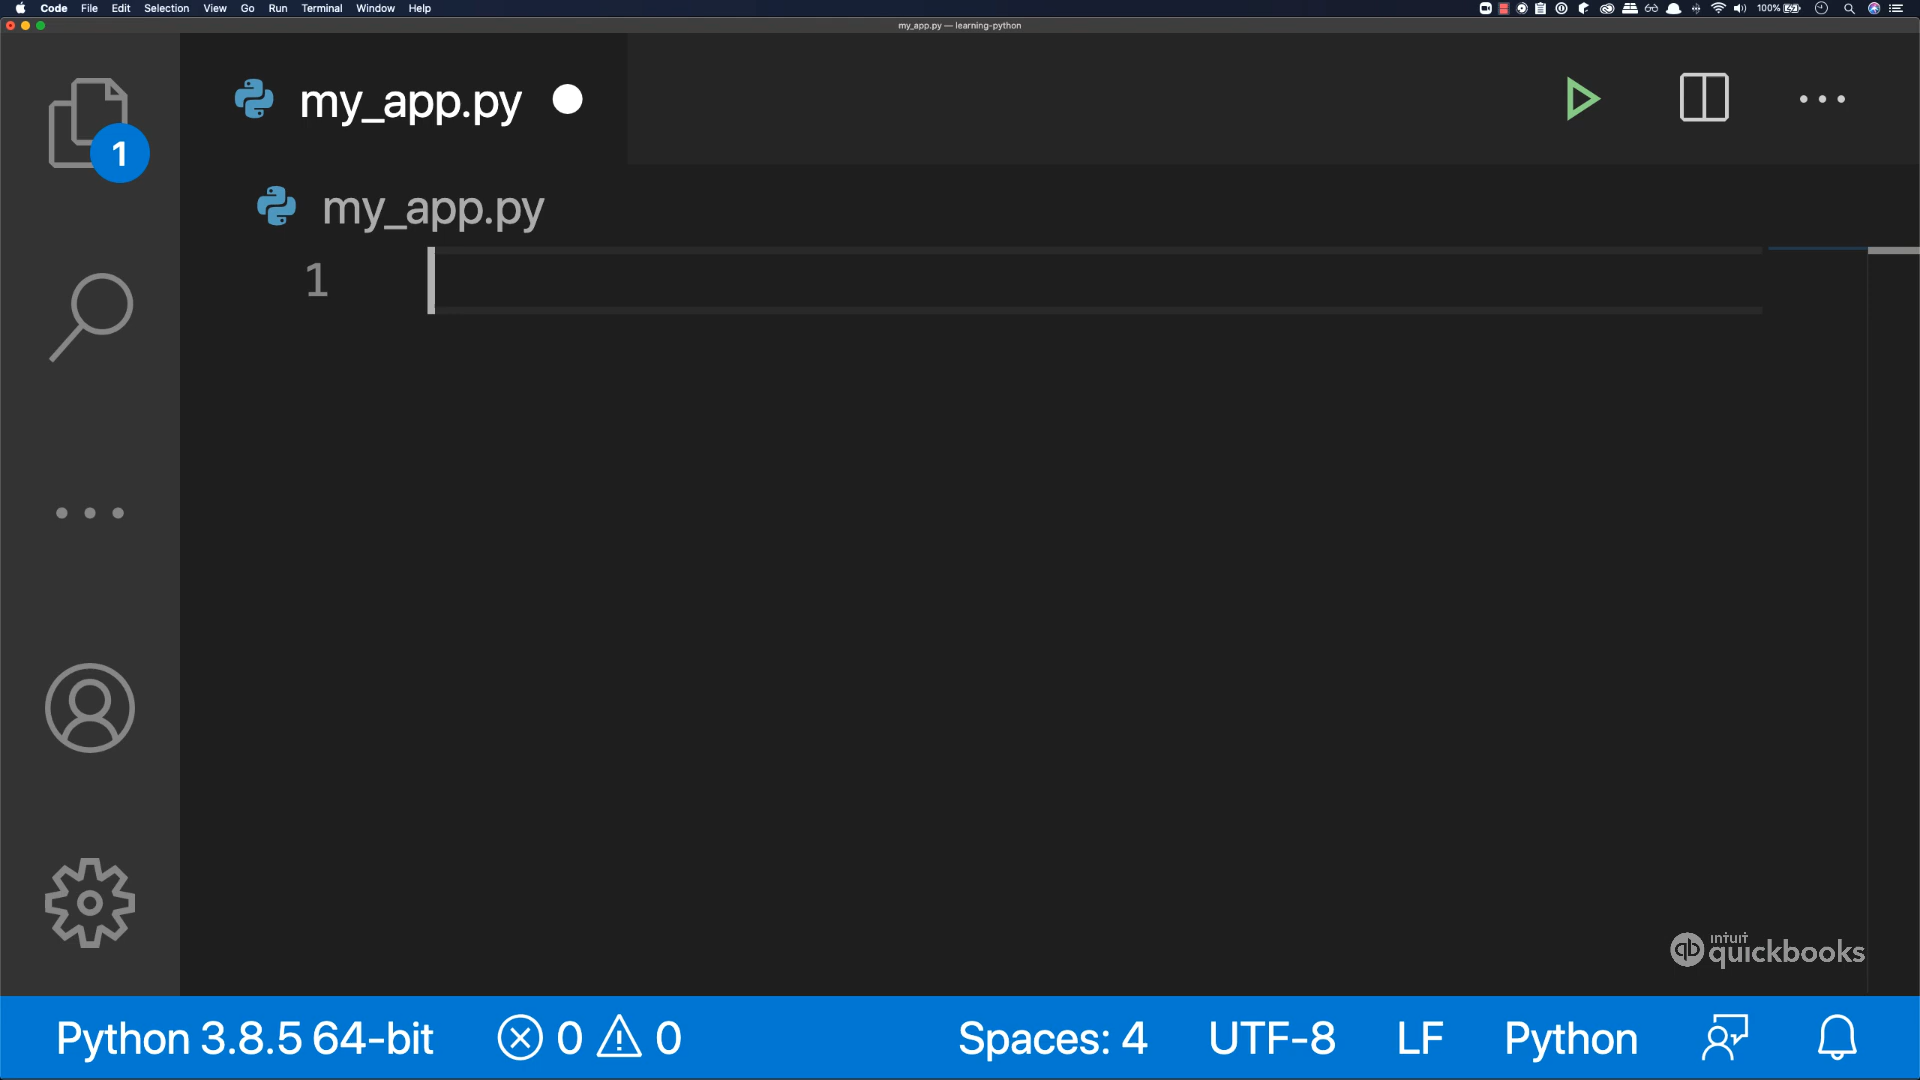 Code File Edit Selection View Go Run Terminal Window Help 100%
my_app.py — learning-python
my_app.py
1
my_app.py
1
intuit
quickbooks
Python 3.8.5 64-bit 0 0 Spaces: 4 UTF-8 LF Python